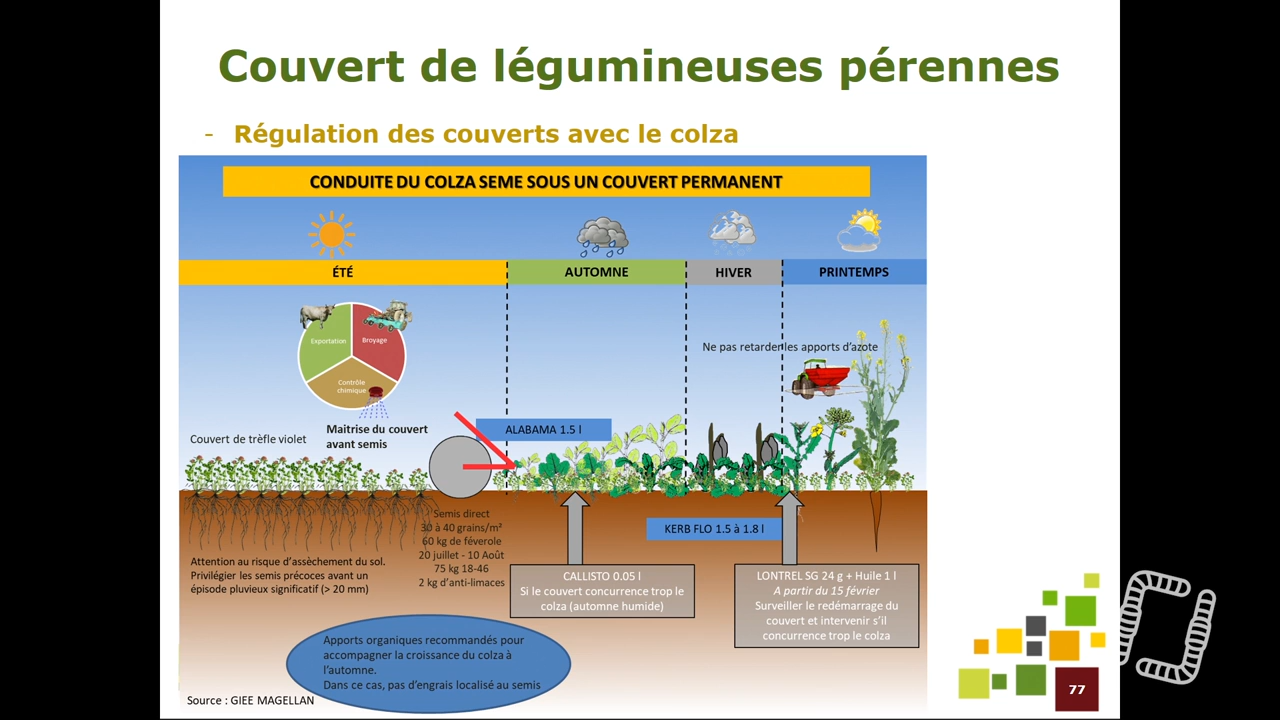 Couvert de légumineuses pérennes
- Régulation des couverts avec le colza
CONDUITE DU COLZA SEME SOUS UN COUVERT PERMANENT
ÉTÉ
AUTOMNE
HIVER
PRINTEMPS
Exportation
Broyage
Contrôle
chimique
Ne pas retarder les apports d'azote
Couvert de trèfle violet
Maitrise du couvert
avant semis
ALABAMA 1.5 l
Semis direct
30 à 40 grains/m²
60 kg de féverole
20 juillet - 10 Août
75 kg 18-46
2 kg d'anti-limaces
KERB FLO 1.5 à 1.8 l
Attention au risque d'assèchement du sol.
Privilégier les semis précoces avant un
épisode pluvieux significatif (> 20 mm)
CALLISTO 0.05 l
Si le couvert concurrence trop le
colza (automne humide)
LONTREL SG 24 g + Huile 1 l
A partir du 15 février
Surveiller le redémarrage du
couvert et intervenir s'il
concurrence trop le colza
Apports organiques recommandés pour
accompagner la croissance du colza à
l'automne.
Dans ce cas, pas d'engrais localisé au semis
Source : GIEE MAGELLAN
77